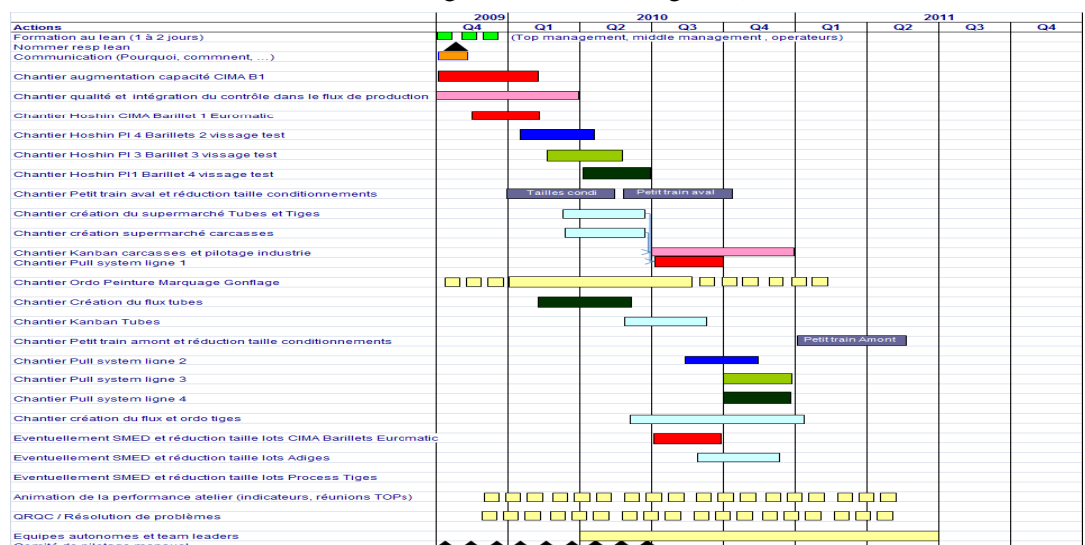 2009 2010 2011
Actions Q4 Q1 Q2 Q3 Q4 Q1 Q2 Q3 Q4
Formation au lean (1 à 2 jours) (Top management, middle management , operateurs)
Nommer resp lean
Communication (Pourquoi, commnent, ...)
Chantier augmentation capacité CIMA B1
Chantier qualité et intégration du contrôle dans le flux de production
Chantier Hoshin CIMA Barillet 1 Euromatic
Chantier Hoshin PI 4 Barillets 2 vissage test
Chantier Hoshin PI 3 Barillet 3 vissage test
Chantier Hoshin PI1 Barillet 4 vissage test
Chantier Petit train aval et réduction taille conditionnements Tailles condi Petit train aval
Chantier création du supermarché Tubes et Tiges
Chantier création supermarché carcasses
Chantier Kanban carcasses et pilotage industrie
Chantier Pull system ligne 1
Chantier Ordo Peinture Marquage Gonflage
Chantier Création du flux tubes
Chantier Kanban Tubes
Chantier Petit train amont et réduction taille conditionnements Petit train Amont
Chantier Pull system ligne 2
Chantier Pull system ligne 3
Chantier Pull system ligne 4
Chantier création du flux et ordo tiges
Eventuellement SMED et réduction taille lots CIMA Barillets Euromatic
Eventuellement SMED et réduction taille lots Adiges
Eventuellement SMED et réduction taille lots Process Tiges
Animation de la performance atelier (indicateurs, réunions TOPs)
QRQC / Résolution de problèmes
Equipes autonomes et team leaders
Comité de pilotage mensuel